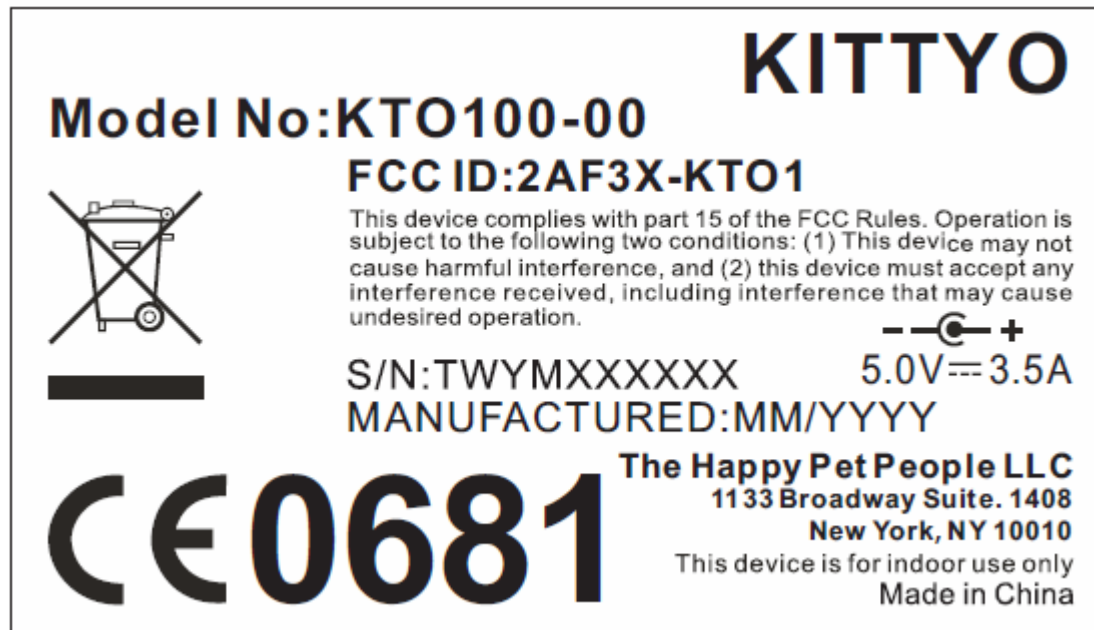 KITTYO
Model No:KTO100-00
FCC ID:2AF3X-KTO1
This device complies with part 15 of the FCC Rules. Operation is
subject to the following two conditions: (1) This device may not
cause harmful interference, and (2) this device must accept any
interference received, including interference that may cause
undesired operation.
- +
5.0V⎓3.5A
S/N:TWYMXXXXXX
MANUFACTURED:MM/YYYY
CE0681
The Happy Pet People LLC
1133 Broadway Suite. 1408
New York, NY 10010
This device is for indoor use only
Made in China